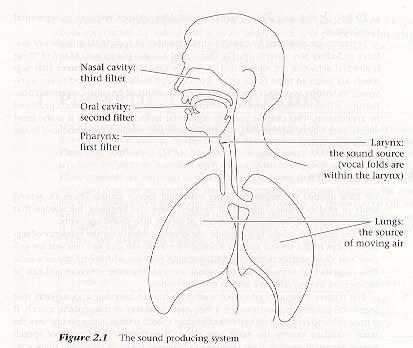 Nasal cavity:
third filter
Oral cavity:
second filter
Pharynx:
first filter
Larynx:
the sound source
(vocal folds are
within the larynx)
Lungs:
the source
of moving air
Figure 2.1 The sound producing system